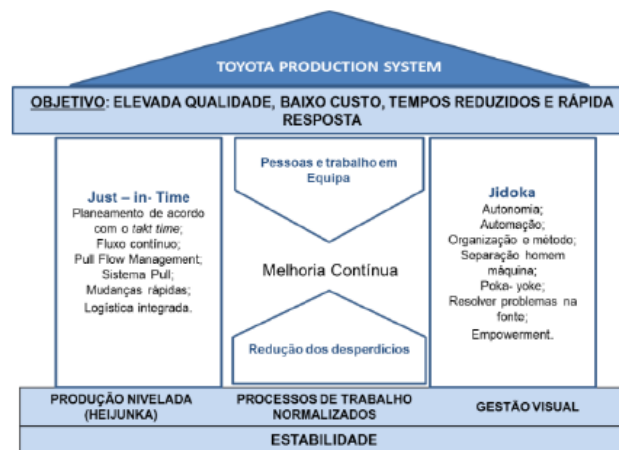 TOYOTA PRODUCTION SYSTEM
OBJETIVO: ELEVADA QUALIDADE, BAIXO CUSTO, TEMPOS REDUZIDOS E RÁPIDA
RESPOSTA
Just – in- Time
Planeamento de acordo
com o takt time;
Fluxo contínuo;
Pull Flow Management;
Sistema Pull;
Mudanças rápidas;
Logística integrada.
Pessoas e trabalho em
Equipa
Melhoria Contínua
Redução dos desperdícios
Jidoka
Autonomia;
Automação;
Organização e método;
Separação homem
máquina;
Poka- yoke;
Resolver problemas na
fonte;
Empowerment.
PRODUÇÃO NIVELADA
(HEIJUNKA)
PROCESSOS DE TRABALHO
NORMALIZADOS
GESTÃO VISUAL
ESTABILIDADE